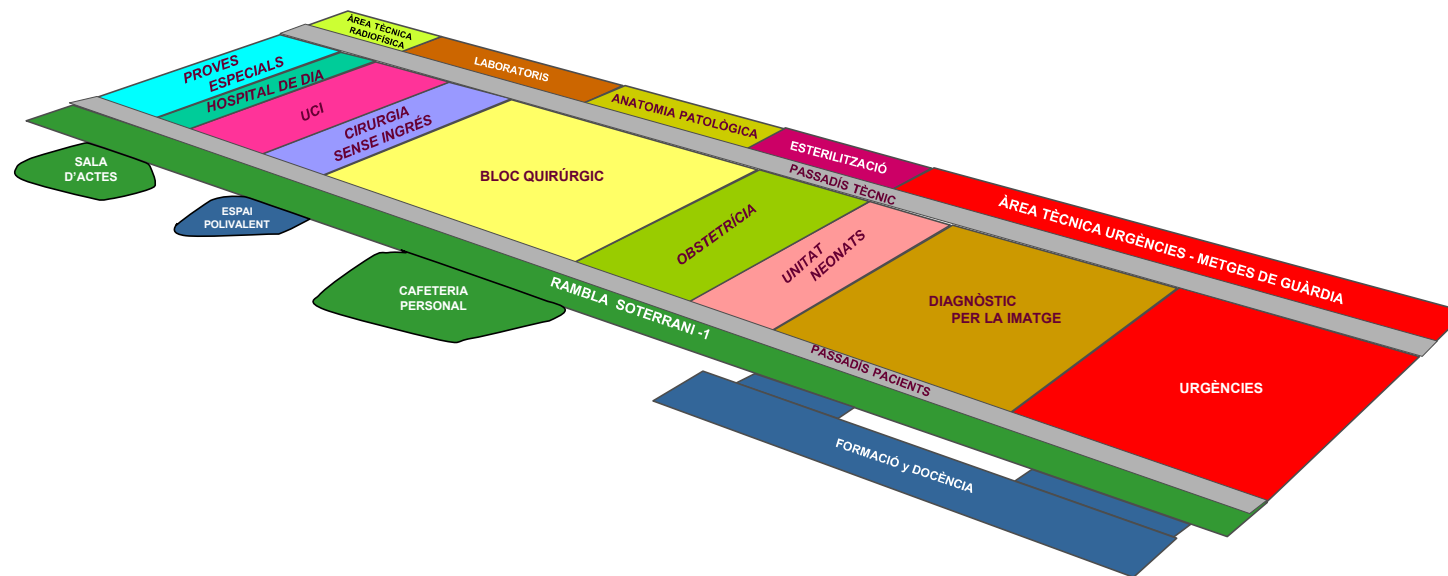 ÀREA TÈCNICA
RADIOFÍSICA
LABORATORIS
ANATOMIA PATOLÒGICA
ESTERILITZACIÓ
ÀREA TÈCNICA URGÈNCIES - METGES DE GUÀRDIA
PASSADÍS TÈCNIC
PROVES
ESPECIALS
HOSPITAL DE DIA
UCI
CIRURGIA
SENSE INGRÉS
BLOC QUIRÚRGIC
OBSTETRÍCIA
UNITAT
NEONATS
DIAGNÒSTIC
PER LA IMATGE
URGÈNCIES
PASSADÍS PACIENTS
RAMBLA SOTERRANI -1
SALA
D'ACTES
ESPAI
POLIVALENT
CAFETERIA
PERSONAL
FORMACIÓ y DOCÈNCIA